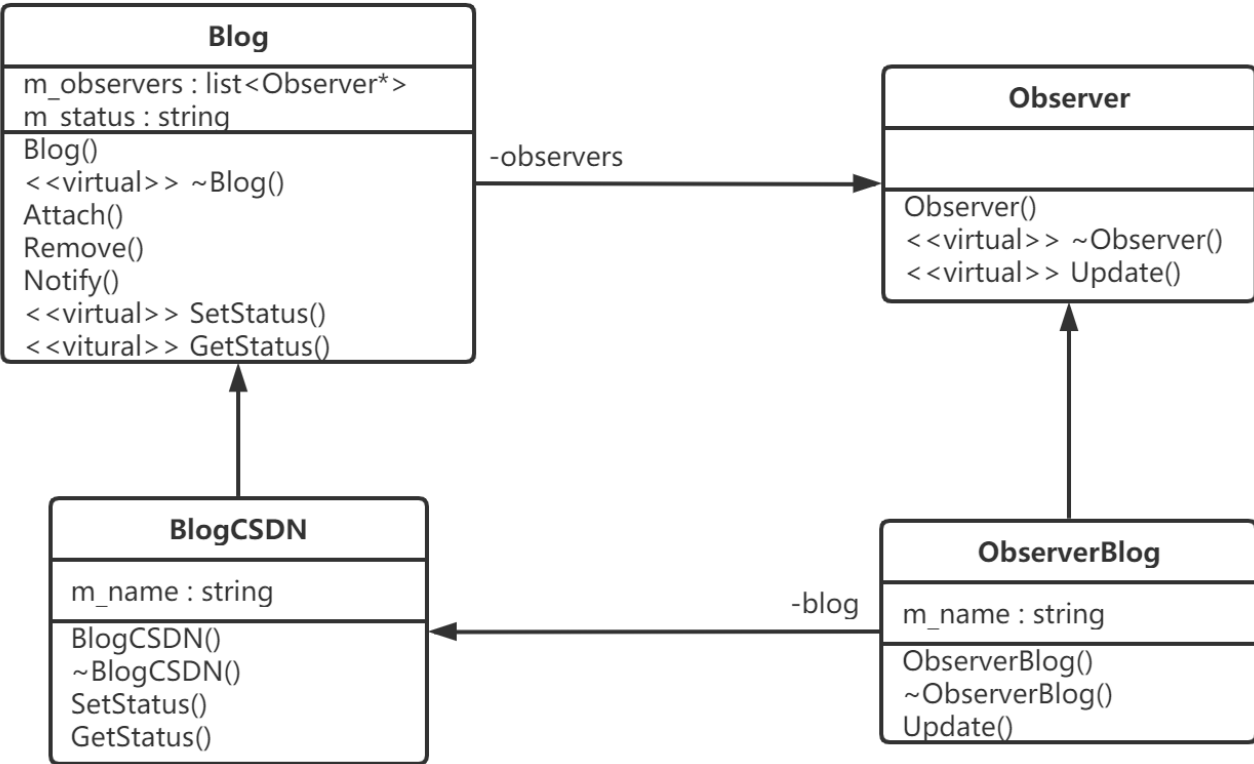 Blog
m_observers : list<Observer*>
m_status : string
Blog()
<<virtual>> ~Blog()
Attach()
Remove()
Notify()
<<virtual>> SetStatus()
<<vitural>> GetStatus()
-observers
Observer
Observer()
<<virtual>> ~Observer()
<<virtual>> Update()
BlogCSDN
m_name : string
BlogCSDN()
~BlogCSDN()
SetStatus()
GetStatus()
-blog
ObserverBlog
m_name : string
ObserverBlog()
~ObserverBlog()
Update()